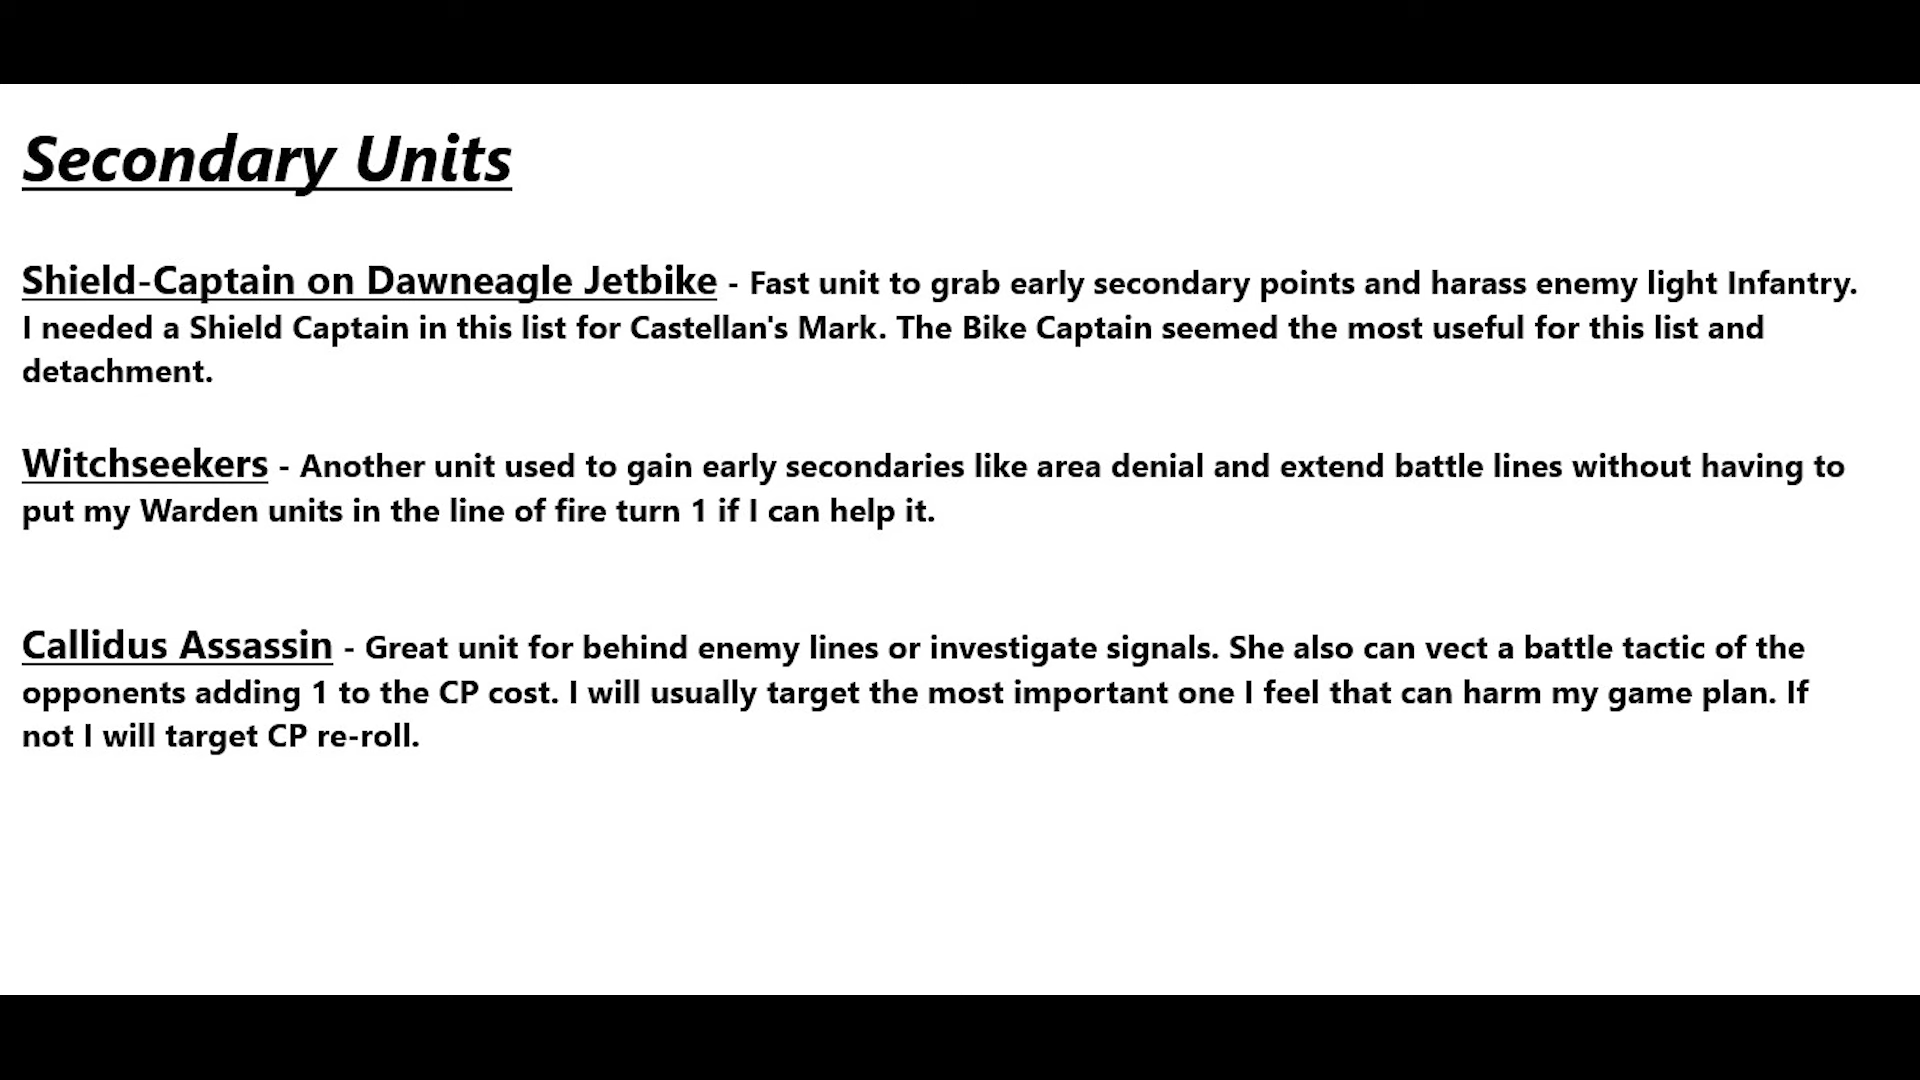 Secondary Units
Shield-Captain on Dawneagle Jetbike - Fast unit to grab early secondary points and harass enemy light Infantry.
I needed a Shield Captain in this list for Castellan's Mark. The Bike Captain seemed the most useful for this list and
detachment.
Witchseekers - Another unit used to gain early secondaries like area denial and extend battle lines without having to
put my Warden units in the line of fire turn 1 if I can help it.
Callidus Assassin - Great unit for behind enemy lines or investigate signals. She also can vect a battle tactic of the
opponents adding 1 to the CP cost. I will usually target the most important one I feel that can harm my game plan. If
not I will target CP re-roll.